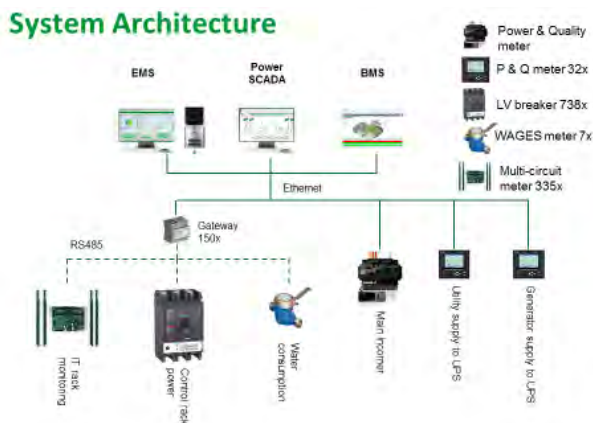 System Architecture
EMS
Power
SCADA
BMS
Power & Quality
meter
P & Q meter 32x
LV breaker 738x
WAGES meter 7x
Multi-circuit
meter 335x
Ethernet
Gateway
150x
RS485
IT rack
monitoring
Control rack
power
Water
consumption
Main incomer
Utility supply to
UPS
Generator supply to
UPS